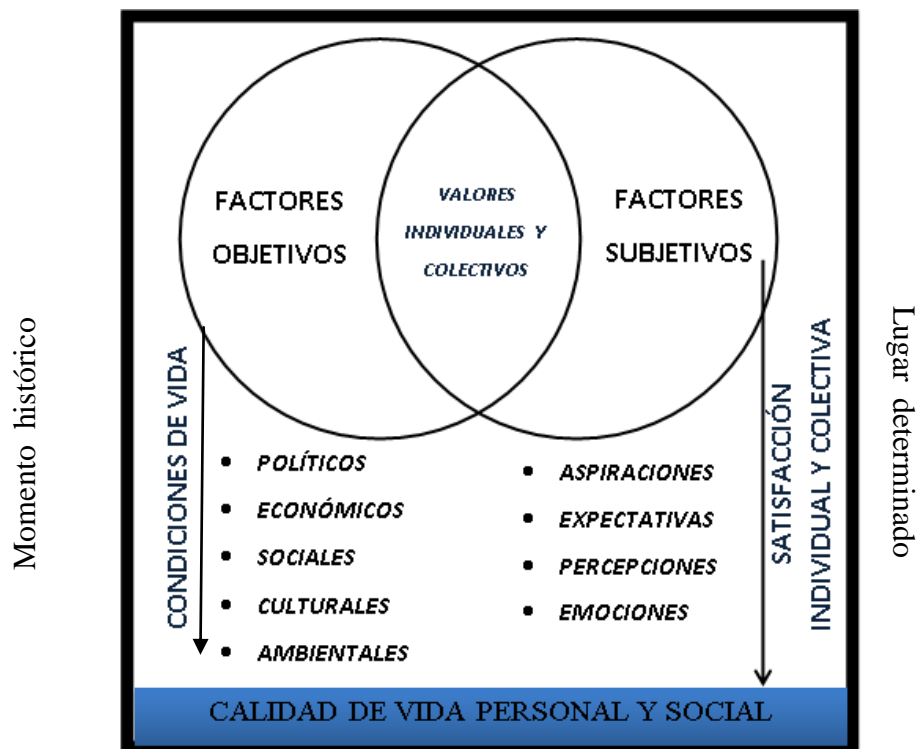 FACTORES
OBJETIVOS
VALORES
INDIVIDUALES Y
COLECTIVOS
FACTORES
SUBJETIVOS
Momento histórico
CONDICIONES DE VIDA
• POLÍTICOS
• ECONÓMICOS
• SOCIALES
• CULTURALES
• AMBIENTALES
• ASPIRACIONES
• EXPECTATIVAS
• PERCEPCIONES
• EMOCIONES
SATISFACCIÓN
INDIVIDUAL Y COLECTIVA
Lugar determinado
CALIDAD DE VIDA PERSONAL Y SOCIAL